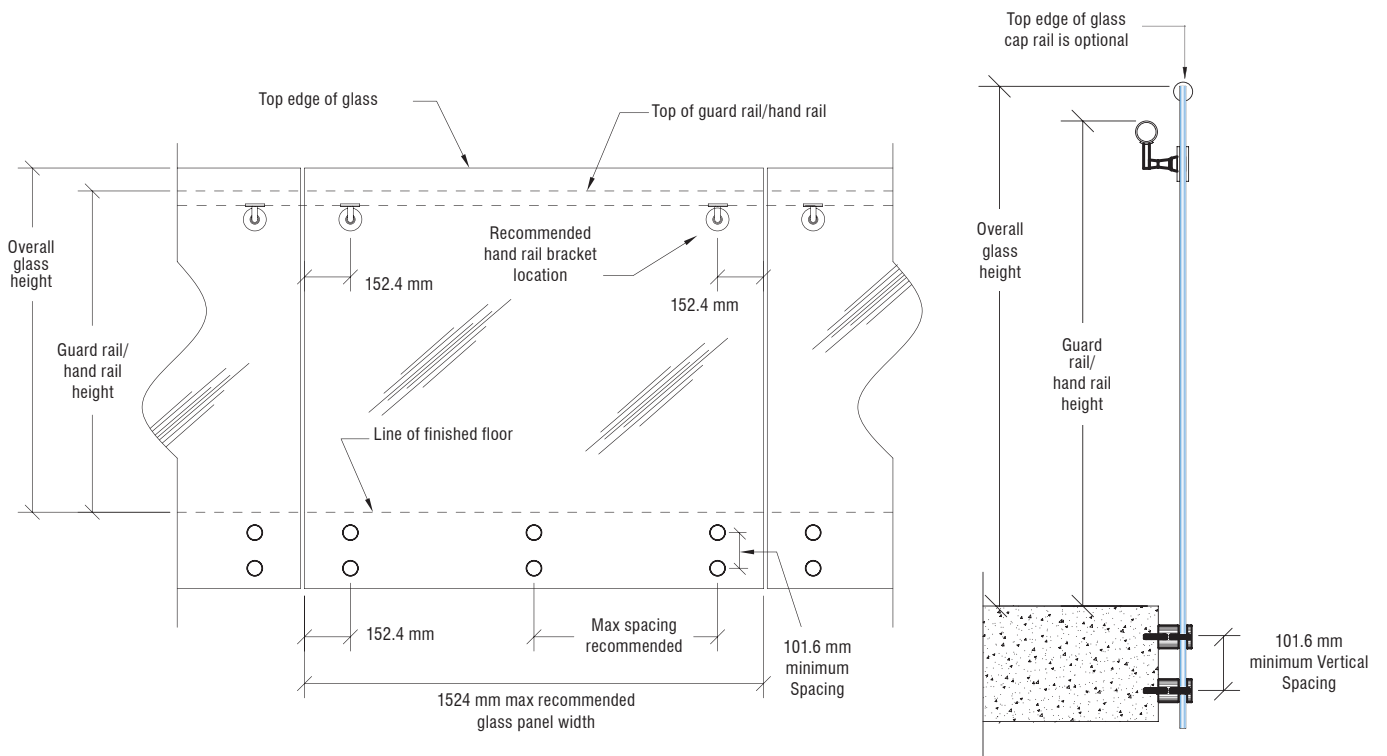 Top edge of glass
Top of guard rail/hand rail
Overall
glass
height
Guard rail/
hand rail
height
Recommended
hand rail bracket
location
152.4 mm
152.4 mm
Line of finished floor
152.4 mm
Max spacing
recommended
101.6 mm
minimum
Spacing
1524 mm max recommended
glass panel width
Top edge of glass
cap rail is optional
Overall
glass
height
Guard
rail/
hand rail
height
101.6 mm
minimum Vertical
Spacing